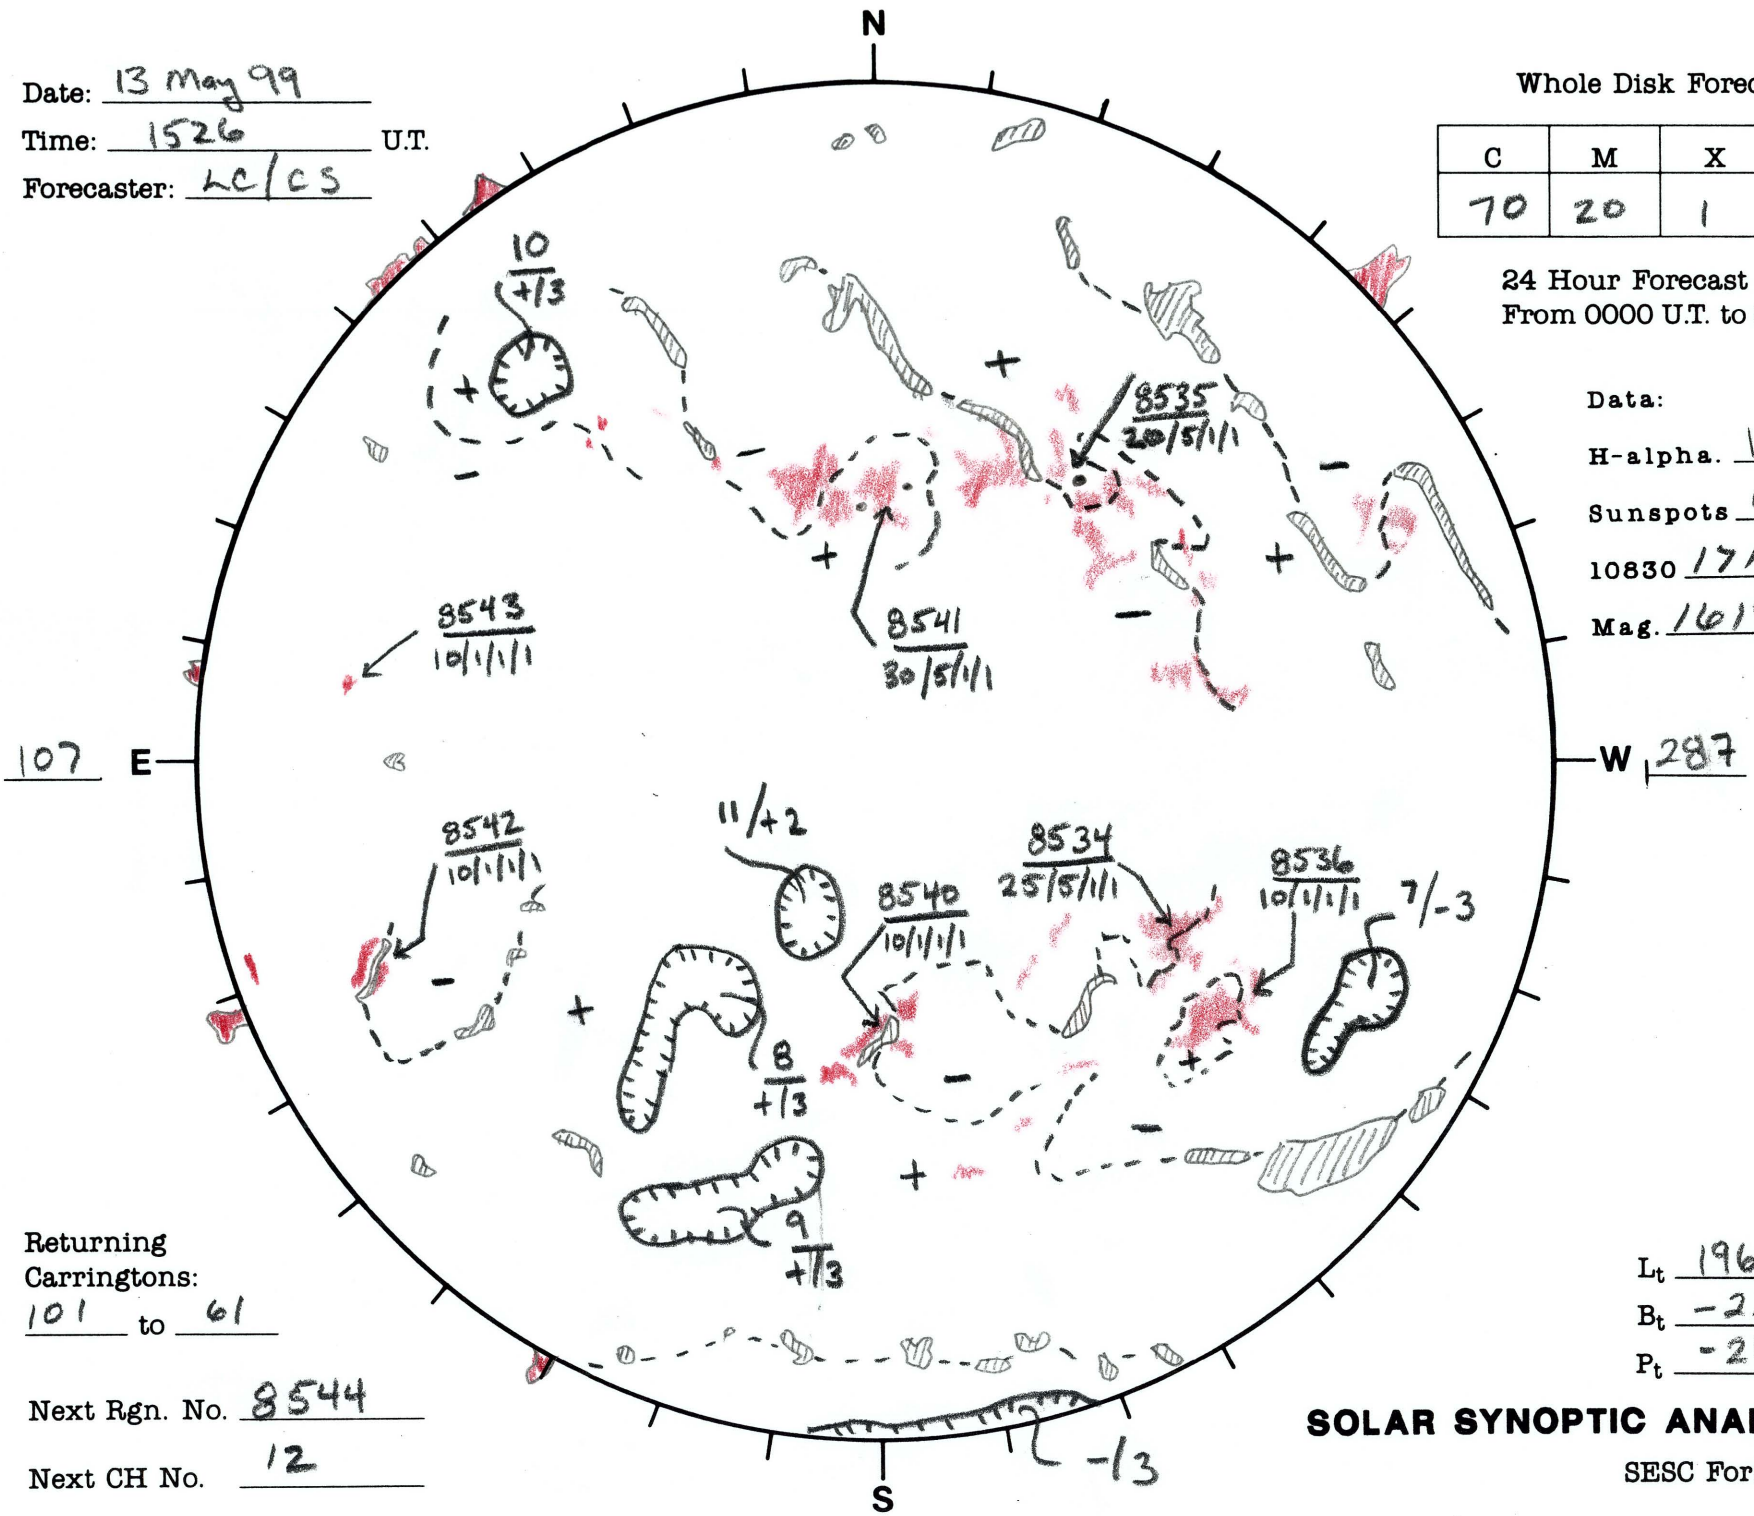 N
Date: 13 May 99
Time: 1526 U.T.
Forecaster: LC/CS
Whole Disk Forec
C M X
70 20 1
24 Hour Forecast
From 0000 U.T. to
10
+/3
+
-
+
8535
20/5/1/1
-
-
Data:
H-alpha.
Sunspots
10830 17
Mag. 161
+
+
8543
10/1/1/1
8541
30/5/1/1
-
107 E
W 287
11/+2
8542
10/1/1/1
8534
25/5/1/1
8536
10/1/1/1
7/-3
8540
10/1/1/1
-
+
8
+/3
-
+
-
+
9
+/3
Returning
Carringtons:
101 to 61
Lt 196
Bt -2.
Pt -2
Next Rgn. No. 8544
Next CH No. 12
SOLAR SYNOPTIC ANA
SESC For
-/3
S